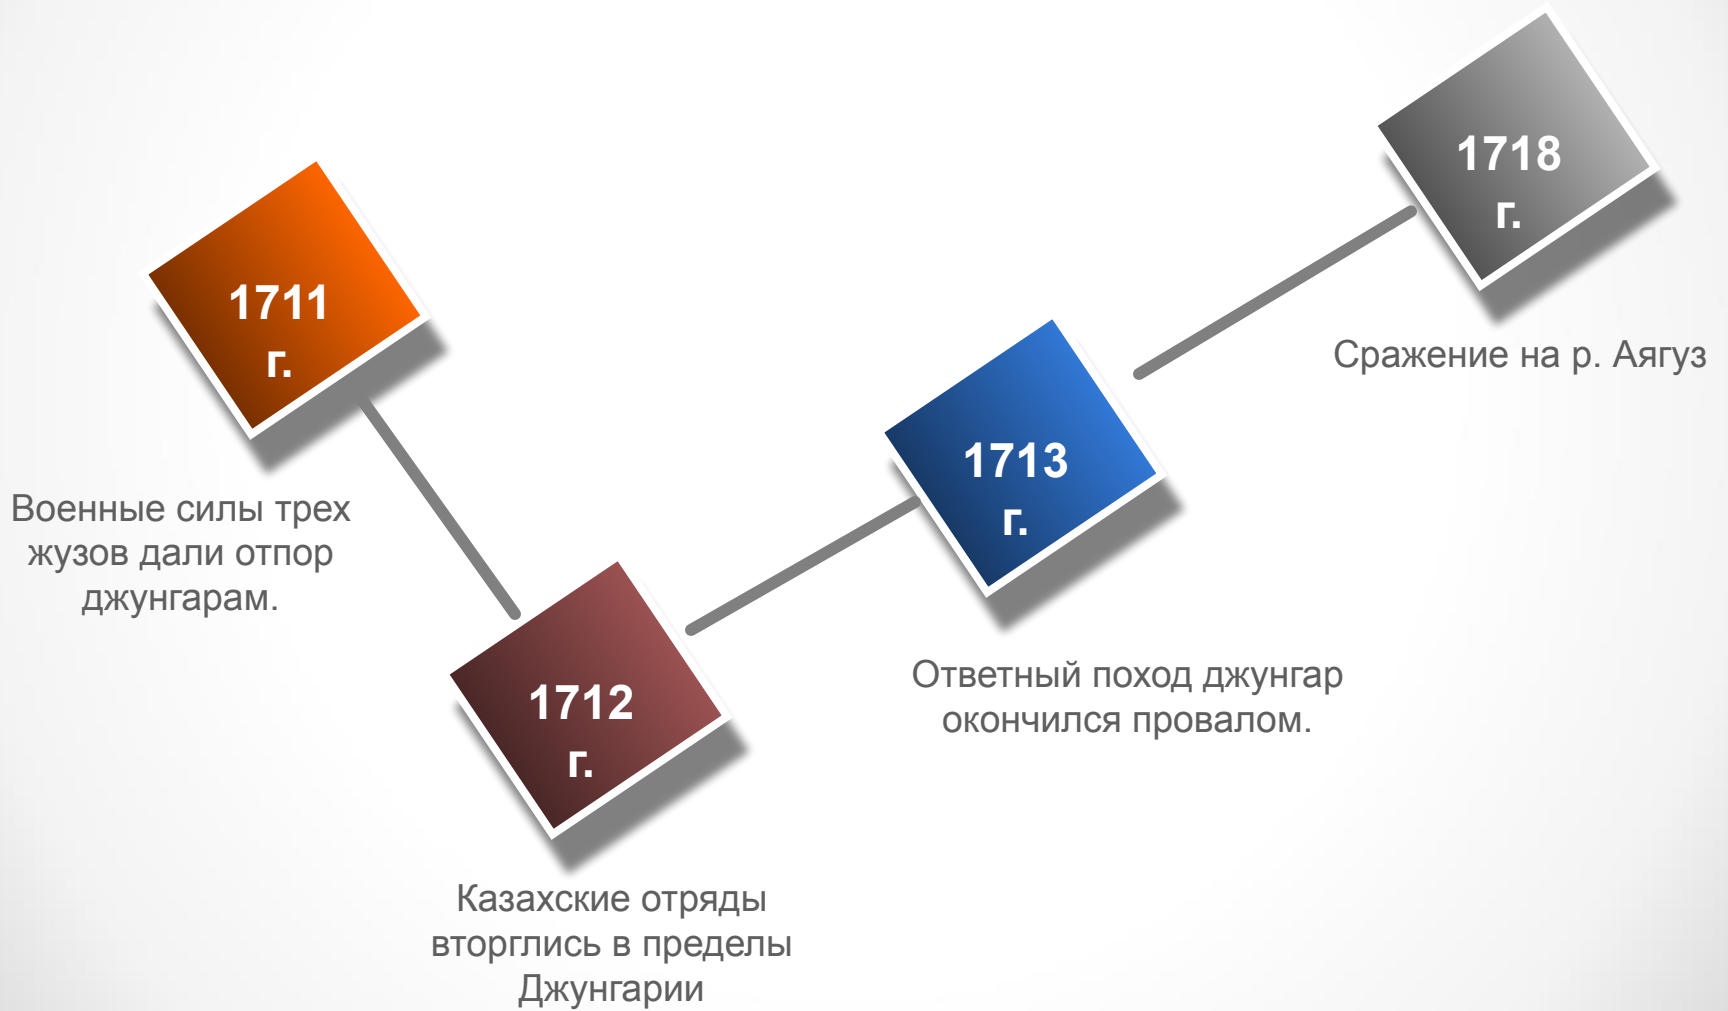 1711
г.
Военные силы трех
жузов дали отпор
джунгарам.
1712
г.
Казахские отряды
вторглись в пределы
Джунгарии
1713
г.
Ответный поход джунгар
окончился провалом.
1718
г.
Сражение на р. Аягуз